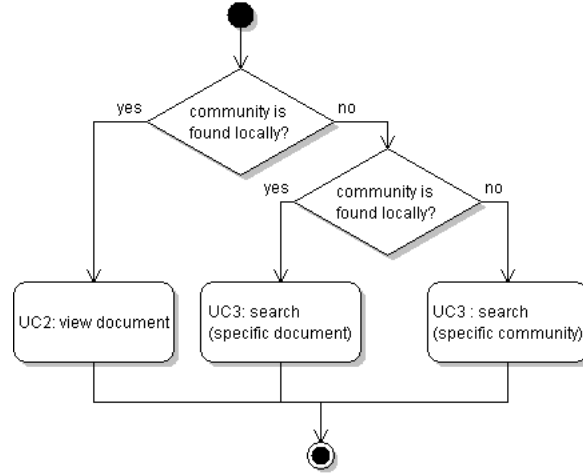 community is
found locally?
yes
no
community is
found locally?
yes
no
UC2: view document
UC3: search
(specific document)
UC3 : search
(specific community)